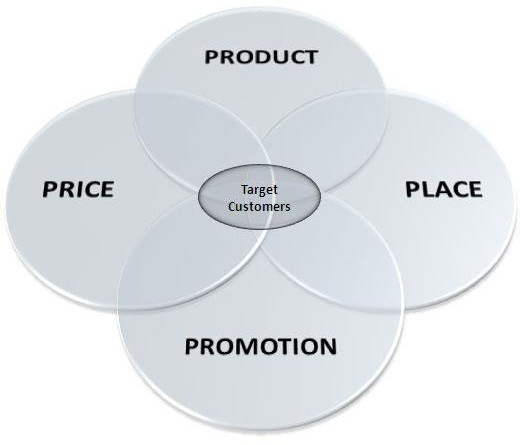 PRODUCT
PRICE
Target
Customers
PLACE
PROMOTION